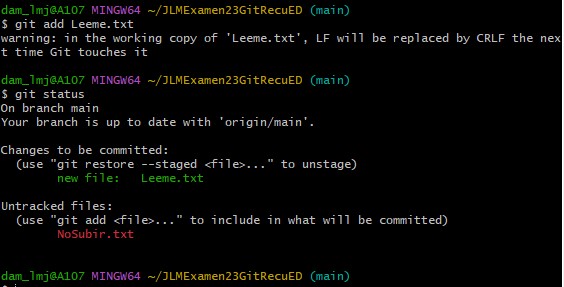 dam_lmj@A107 MINGW64 ~/JLMExamen23GitRecuED (main)
$ git add Leeme.txt
warning: in the working copy of 'Leeme.txt', LF will be replaced by CRLF the nex
t time Git touches it
dam_lmj@A107 MINGW64 ~/JLMExamen23GitRecuED (main)
$ git status
On branch main
Your branch is up to date with 'origin/main'.
Changes to be committed:
(use "git restore --staged <file>..." to unstage)
new file:   Leeme.txt
Untracked files:
(use "git add <file>..." to include in what will be committed)
NoSubir.txt
dam_lmj@A107 MINGW64 ~/JLMExamen23GitRecuED (main)